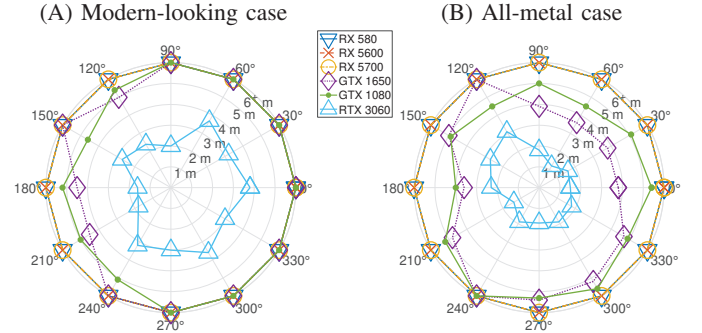 (A) Modern-looking case
(B) All-metal case
RX 580
RX 5600
RX 5700
GTX 1650
GTX 1080
RTX 3060
90°
120°
60°
150°
30°
180°
0°
210°
330°
240°
300°
270°
6+ m
5 m
4 m
3 m
2 m
1 m
90°
120°
60°
150°
30°
180°
210°
330°
240°
300°
270°
6+ m
5 m
4 m
3 m
2 m
1 m